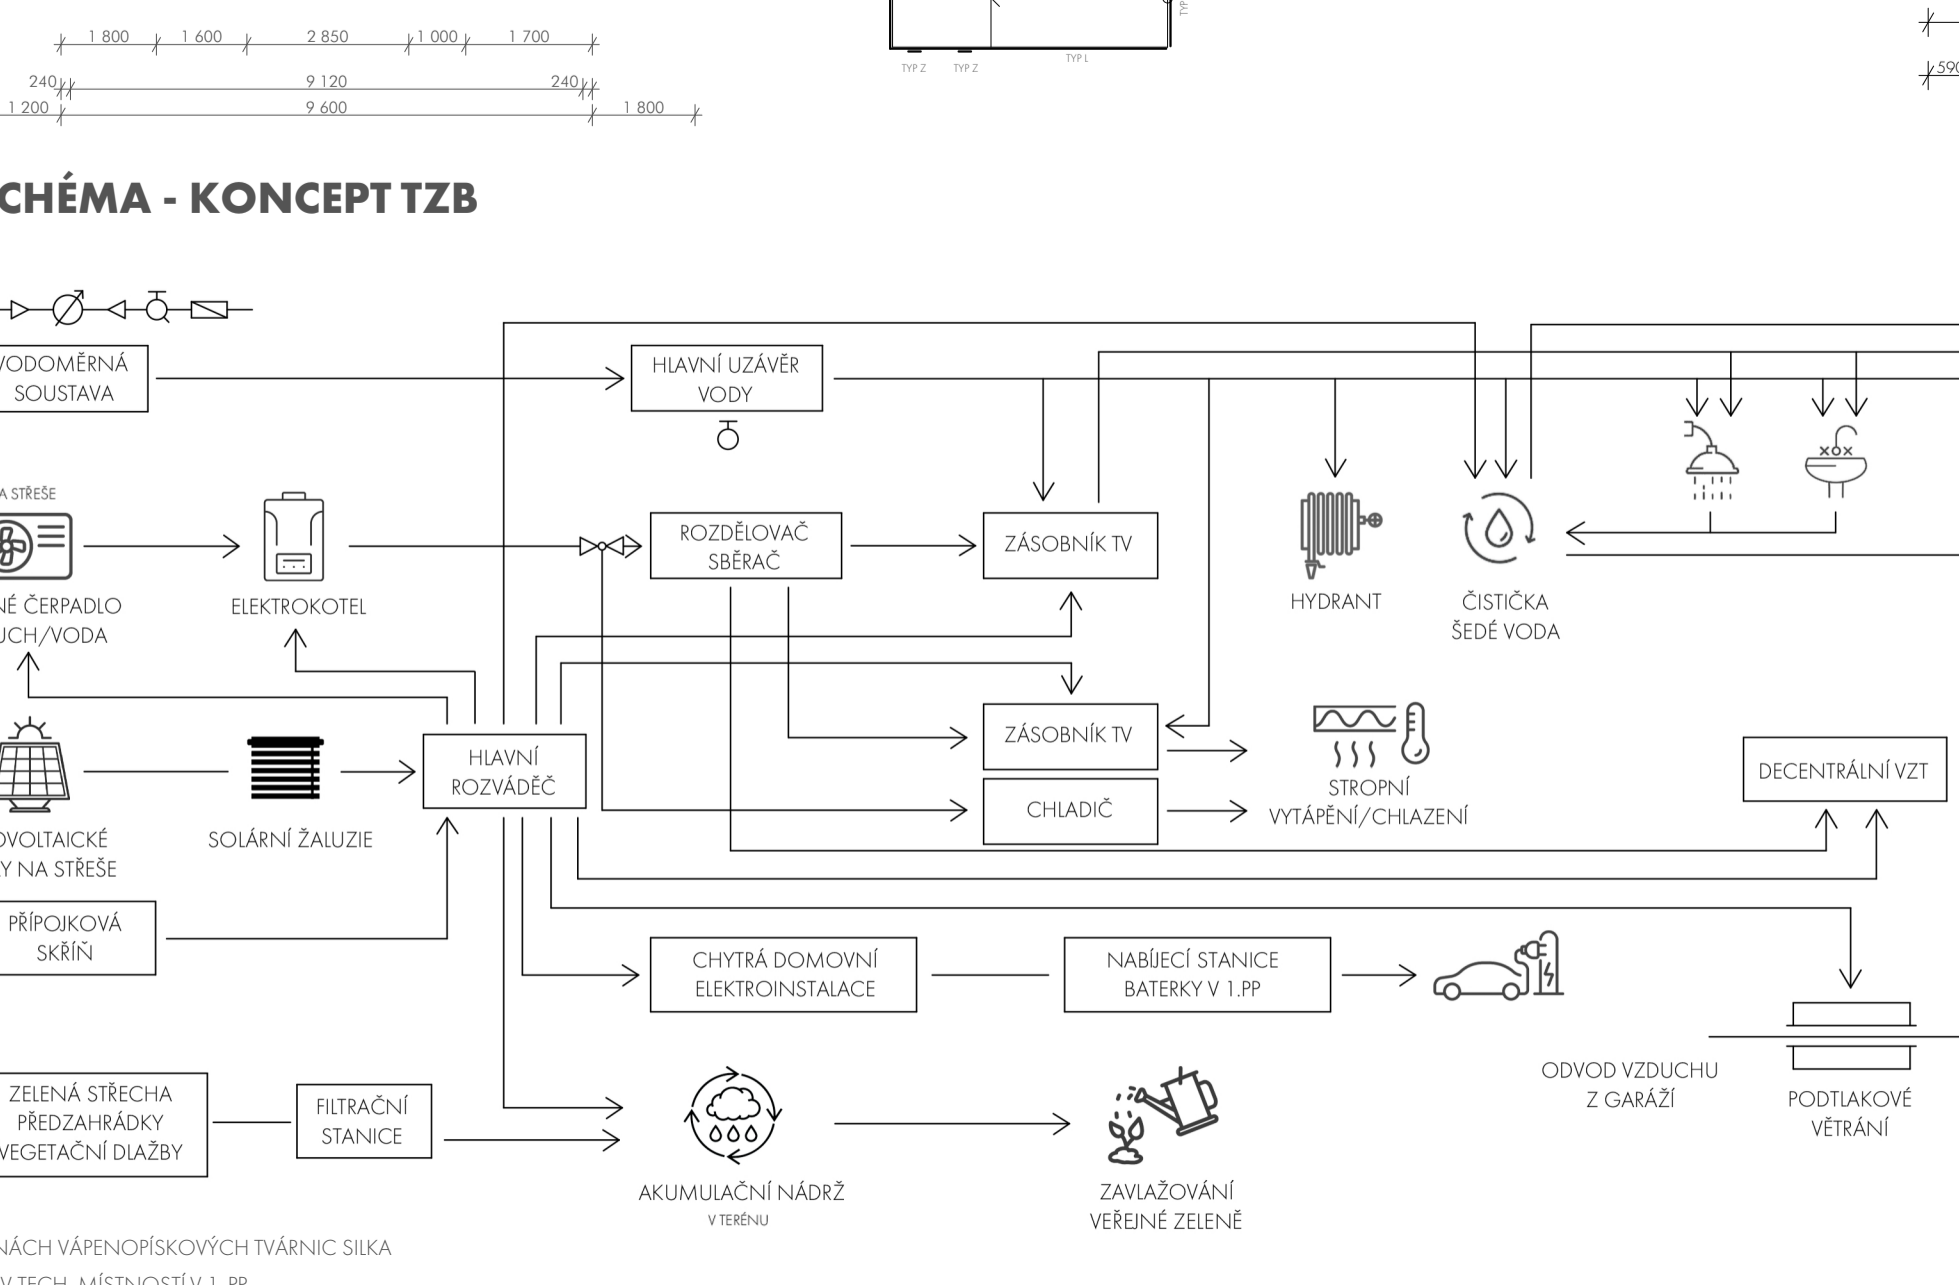 1 800 1 600 2 850 1 000 1 700
TYP Z TYP Z TYP L
240 9 120 240
1 200 9 600 1 800
CHÉMA - KONCEPT TZB
VODOMĚRNÁ
SOUSTAVA
HLAVNÍ UZÁVĚR
VODY
A STŘEŠE
ROZDĚLOVAČ
SBĚRAČ
ZÁSOBNÍK TV
NÉ ČERPADLO
UCH/VODA
ELEKTROKOTEL
HYDRANT
ČISTIČKA
ŠEDÉ VODA
HLAVNÍ
ROZVÁDĚČ
ZÁSOBNÍK TV
CHLADIČ
STROPNÍ
VYTÁPĚNÍ/CHLAZENÍ
DECENTRÁLNÍ VZT
OVOLTAICKÉ
Y NA STŘEŠE
SOLÁRNÍ ŽALUZIE
PŘÍPOJKOVÁ
SKŘÍŇ
CHYTRÁ DOMOVNÍ
ELEKTROINSTALACE
NABÍJECÍ STANICE
BATERKY V 1.PP
ODVOD VZDUCHU
Z GARÁŽÍ
PODTLAKOVÉ
VĚTRÁNÍ
ZELENÁ STŘECHA
PŘEDZAHRÁDKY
VEGETAČNÍ DLAŽBY
FILTRAČNÍ
STANICE
AKUMULAČNÍ NÁDRŽ
V TERÉNU
ZAVLAŽOVÁNÍ
VEŘEJNÉ ZELENĚ
NÁCH VÁPENOPÍSKOVÝCH TVÁRNIC SILKA
V TECH. MÍSTNOSTÍ V 1. PP